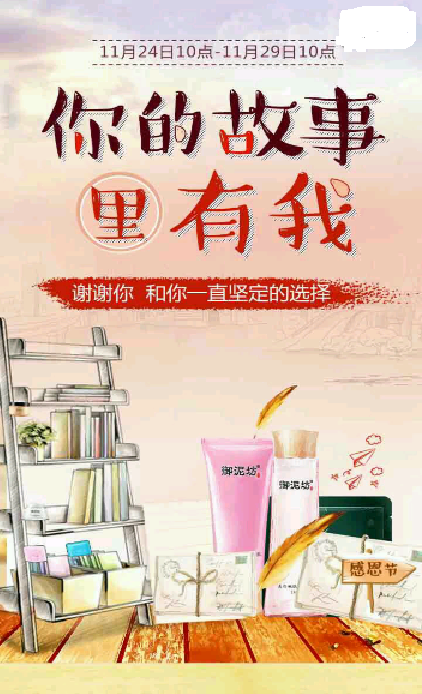 11月24日10点-11月29日10点
你的故事
里有我
谢谢你 和你一直坚定的选择
御泥坊
御泥坊
感恩节